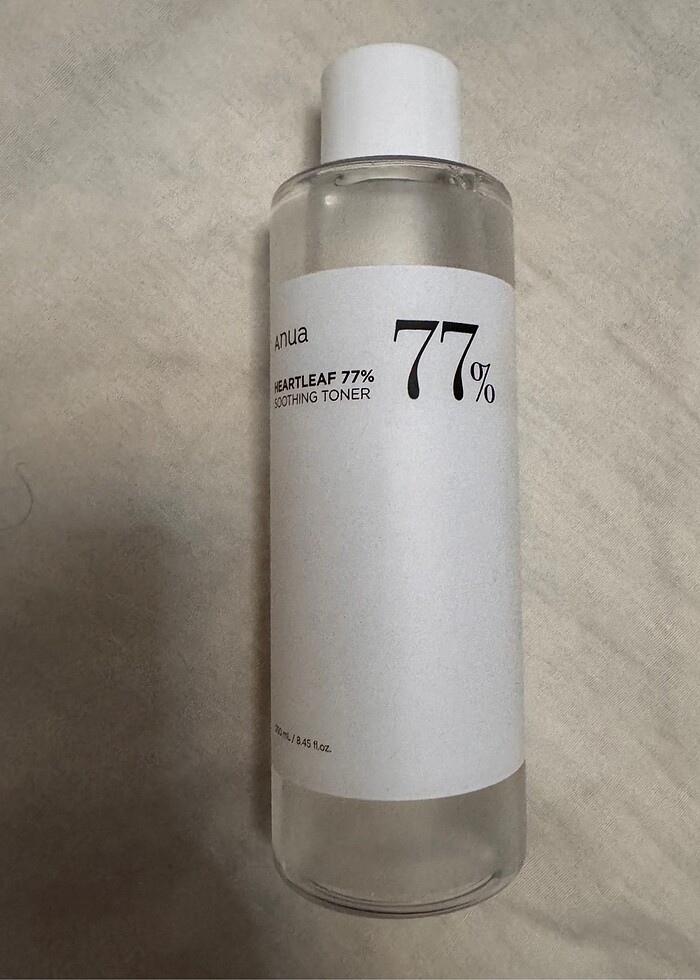 Anua
77%
HEARTLEAF 77%
SOOTHING TONER
250 mL / 8.45 fl.oz.